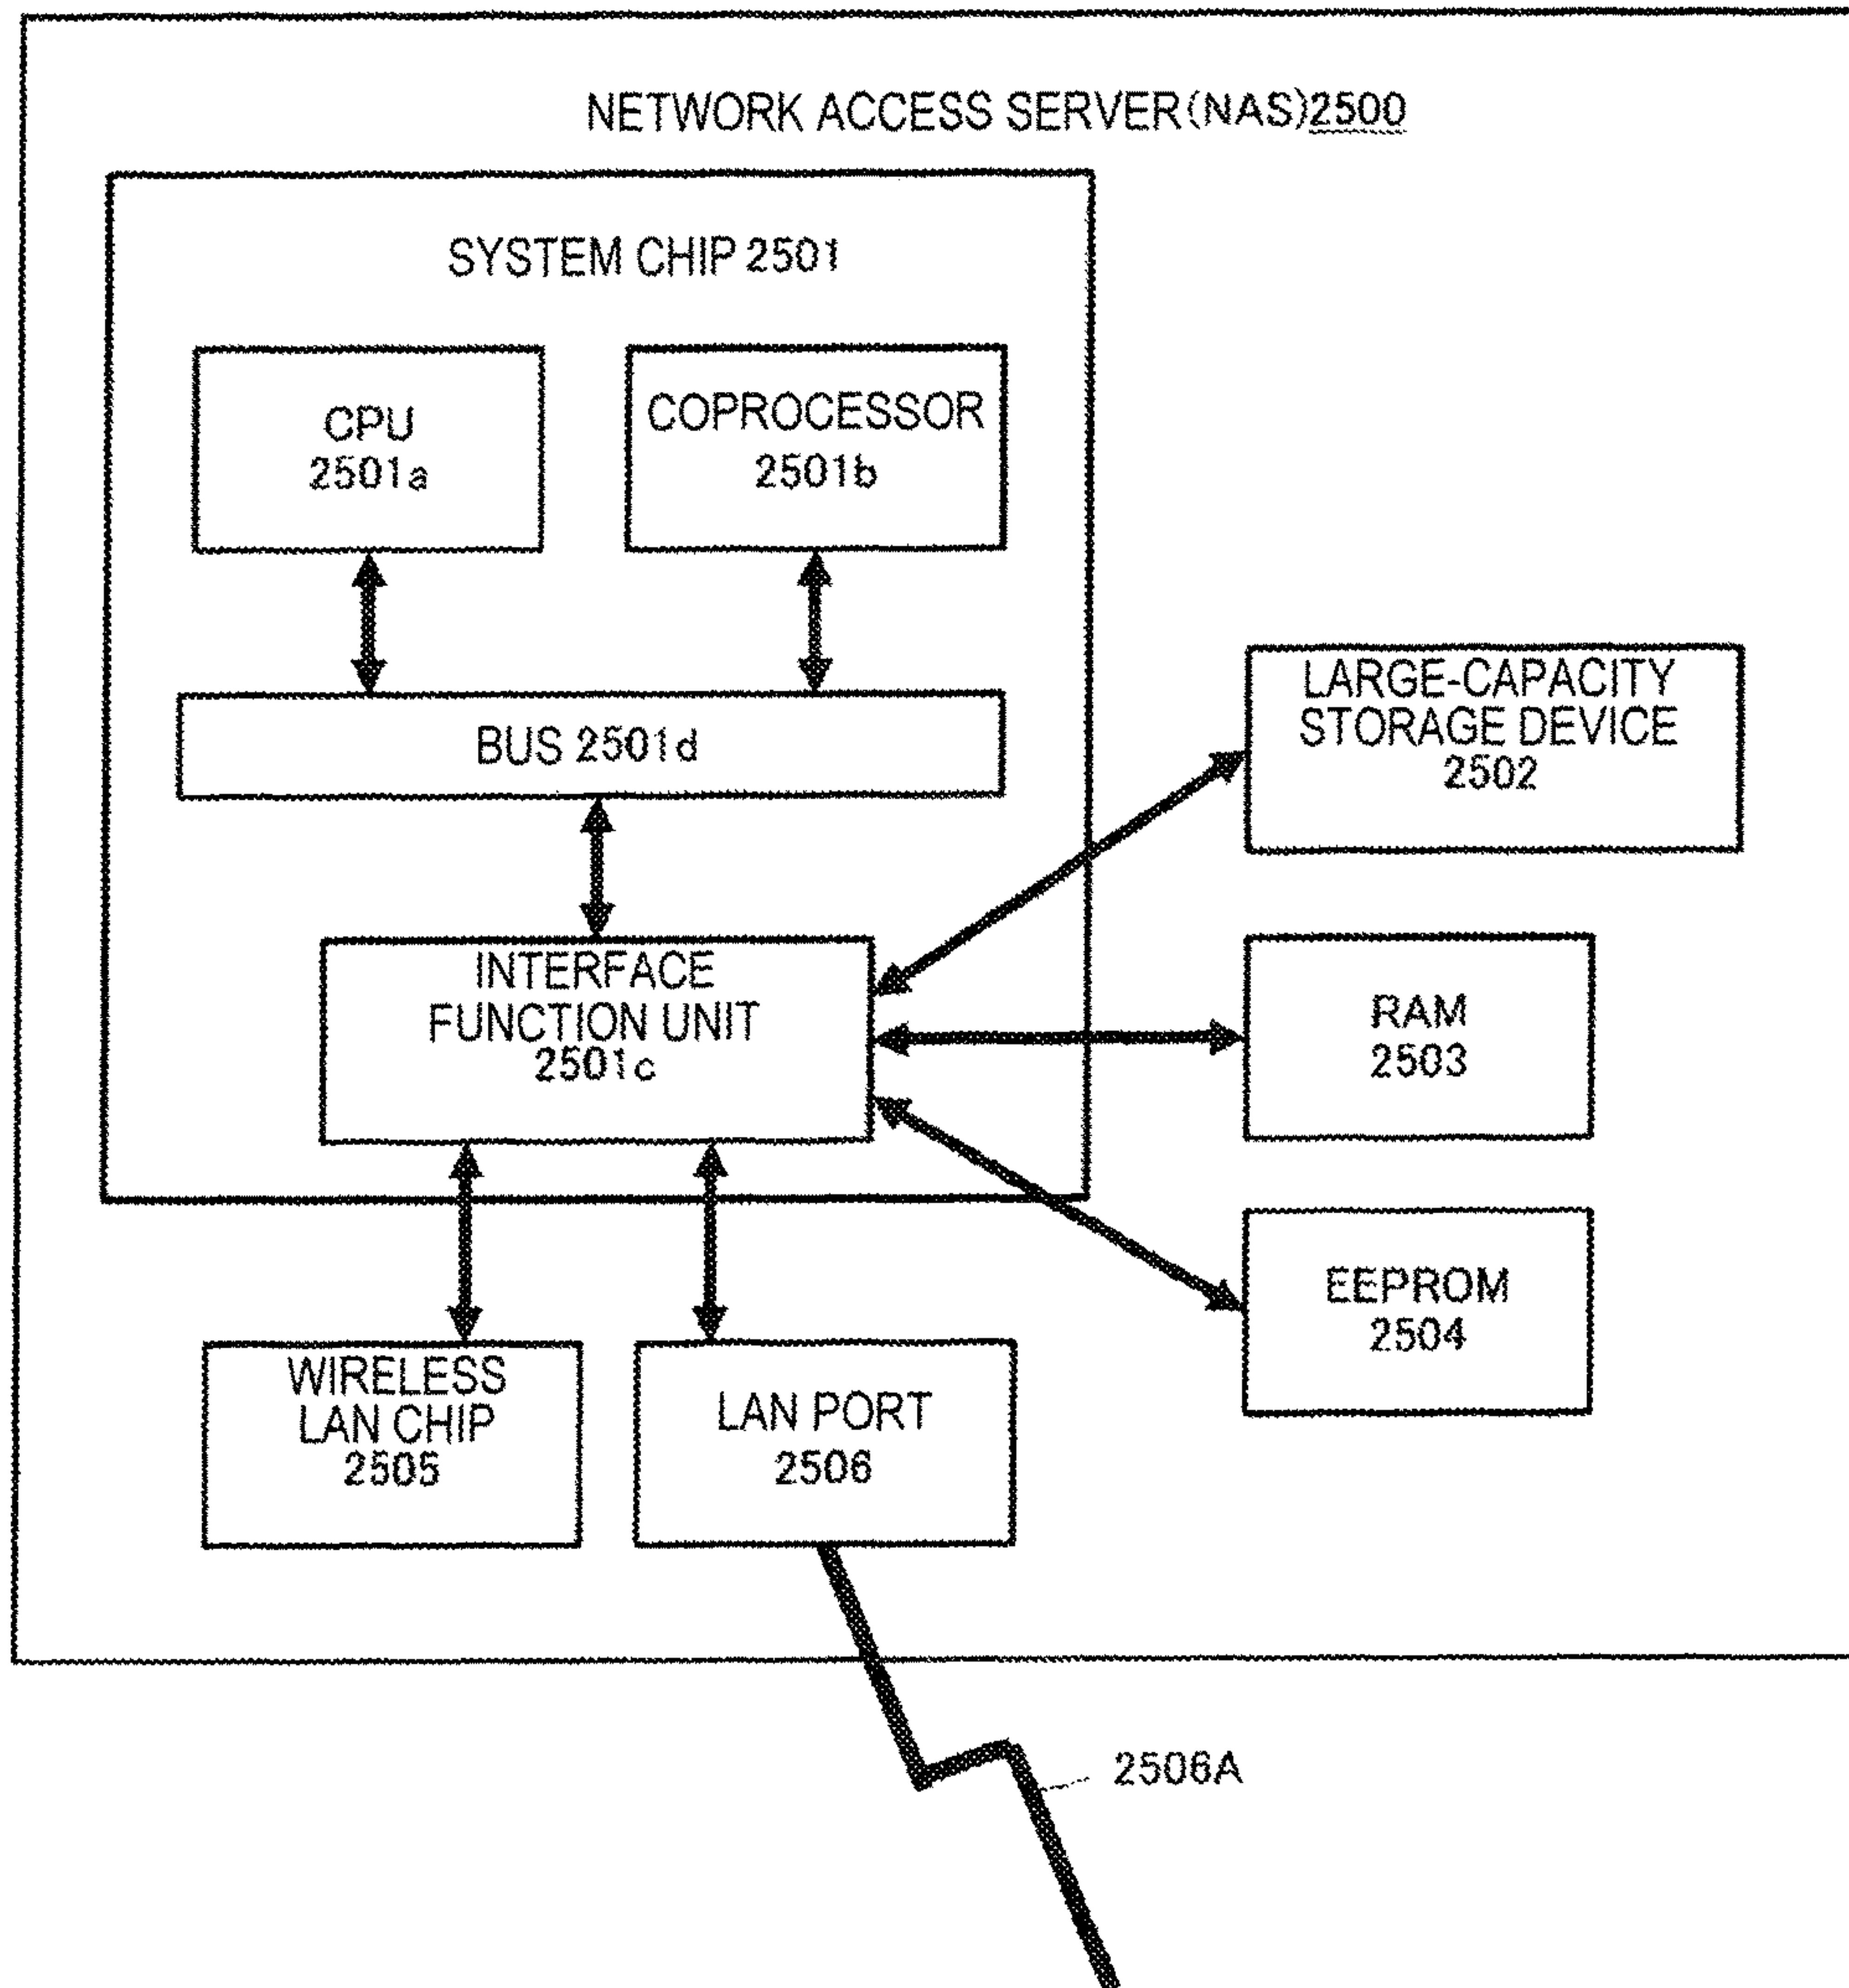 NETWORK ACCESS SERVER(NAS)2500
SYSTEM CHIP 2501
CPU
2501a
COPROCESSOR
2501b
BUS 2501d
INTERFACE
FUNCTION UNIT
2501c
LARGE-CAPACITY
STORAGE DEVICE
2502
RAM
2503
EEPROM
2504
WIRELESS
LAN CHIP
2505
LAN PORT
2506
2506A